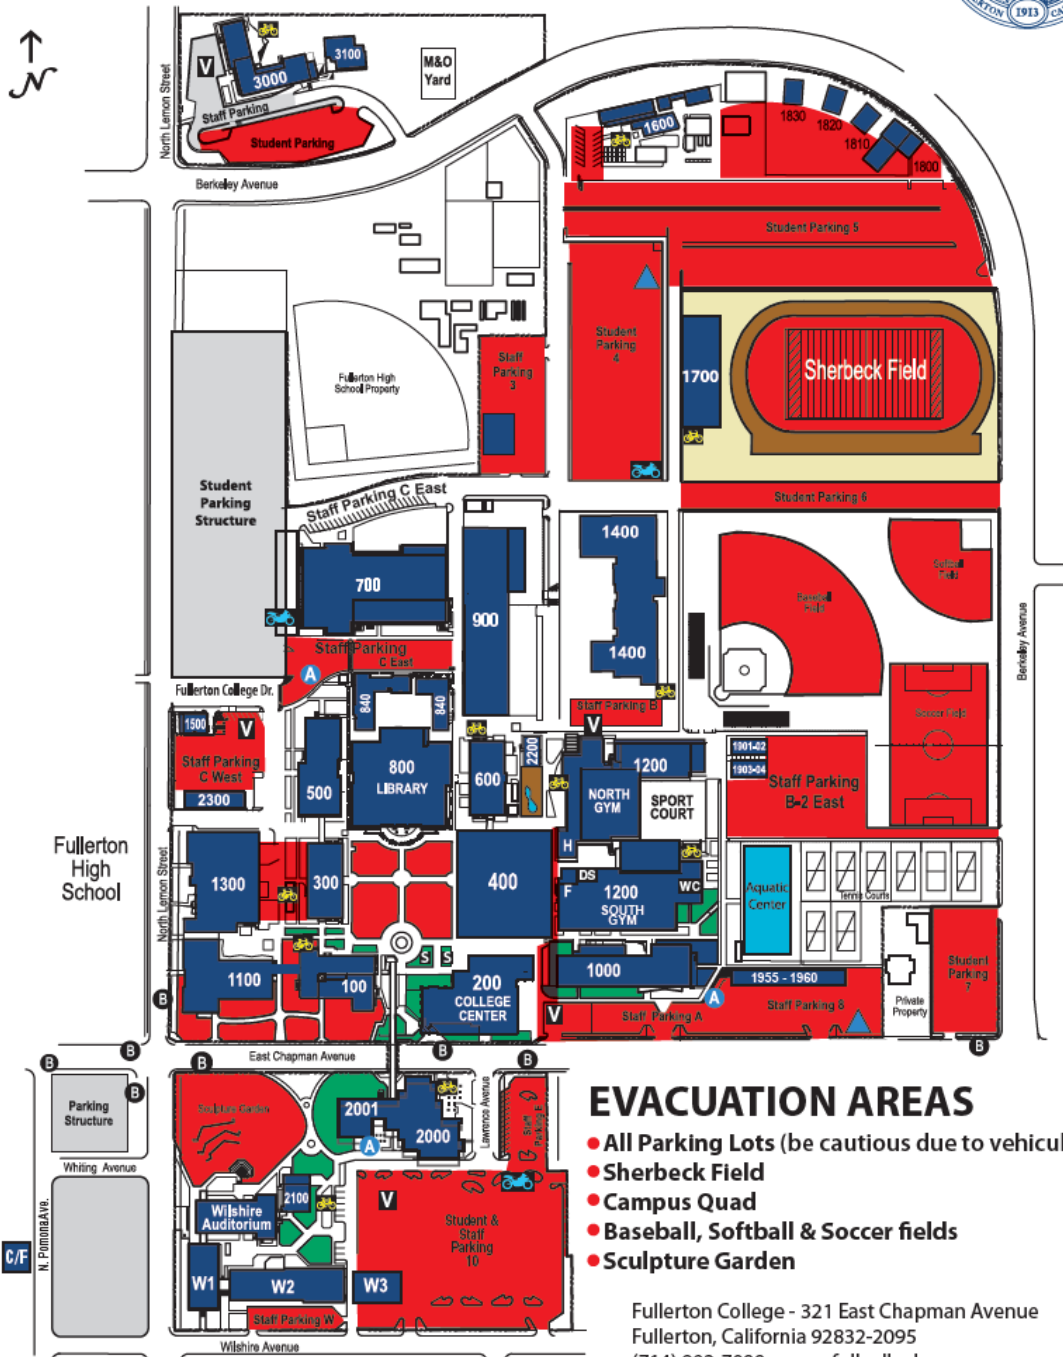 1913
N
North Lemon Street
V
3000
3100
M&O
Yard
Staff Parking
Student Parking
Berkeley Avenue
1600
1830
1820
1810
1800
Student Parking 5
Student
Parking
4
Staff
Parking
3
Fullerton High
School Property
1700
Sherbeck Field
Student Parking 6
Student
Parking
Structure
Staff Parking C East
700
900
1400
1400
Baseball
Field
Softball
Field
Berkeley Avenue
Staff Parking
C East
A
Fullerton College Dr.
840
840
Staff Parking B
V
Soccer Field
1500
V
Staff Parking
C West
2300
500
800
LIBRARY
600
2200
1200
NORTH
GYM
SPORT
COURT
1901-02
1903-04
Staff Parking
B-2 East
Fullerton
High
School
North Lemon Street
1300
300
400
H
DS
F
1200
SOUTH
GYM
WC
Aquatic
Center
Tennis Courts
1100
100
S
S
200
COLLEGE
CENTER
1000
1955 - 1960
Student
Parking
7
Private
Property
B
V
Staff Parking A
A
Staff Parking 8
East Chapman Avenue
B
B
B
B
B
B
B
Parking
Structure
Whiting Avenue
N. Pomona Ave.
C/F
Sculpture Garden
2001
2000
A
Lawrence Avenue
Staff
Parking E
2100
Wilshire
Auditorium
V
Student &
Staff
Parking
10
W1
W2
W3
Staff Parking W
Wilshire Avenue
EVACUATION AREAS
• All Parking Lots (be cautious due to vehicul
• Sherbeck Field
• Campus Quad
• Baseball, Softball & Soccer fields
• Sculpture Garden
Fullerton College - 321 East Chapman Avenue
Fullerton, California 92832-2095